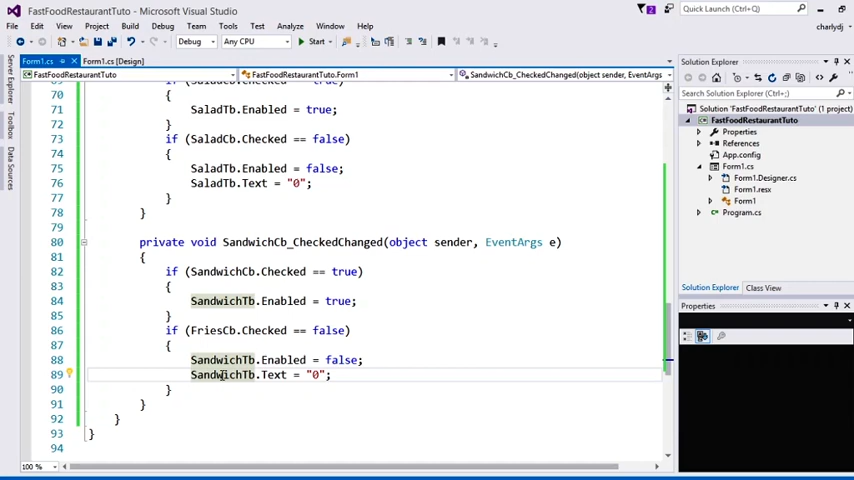 FastFoodRestaurantTuto - Microsoft Visual Studio
2
Quick Launch (Ctrl+Q)
File Edit View Project Build Debug Team Tools Test Analyze Window Help
charlydj
Debug Any CPU Start
Form1.cs Form1.cs [Design]
FastFoodRestaurantTuto FastFoodRestaurantTuto.Form1 SandwichCb_CheckedChanged(object sender, EventArgs
Server Explorer
Toolbox
Data Sources
69 if (SaladCb.Checked == true)
70 {
71 SaladTb.Enabled = true;
72 }
73 if (SaladCb.Checked == false)
74 {
75 SaladTb.Enabled = false;
76 SaladTb.Text = "0";
77 }
78 }
79
80 private void SandwichCb_CheckedChanged(object sender, EventArgs e)
81 {
82 if (SandwichCb.Checked == true)
83 {
84 SandwichTb.Enabled = true;
85 }
86 if (FriesCb.Checked == false)
87 {
88 SandwichTb.Enabled = false;
89 SandwichTb.Text = "0";
90 }
91 }
92 }
93 }
94
100 %
Solution Explorer
Search Solution Explorer (Ctrl+;)
Solution 'FastFoodRestaurantTuto' (1 project)
FastFoodRestaurantTuto
Properties
References
App.config
Form1.cs
Form1.Designer.cs
Form1.resx
Form1
Program.cs
Solution Explorer Class View
Properties